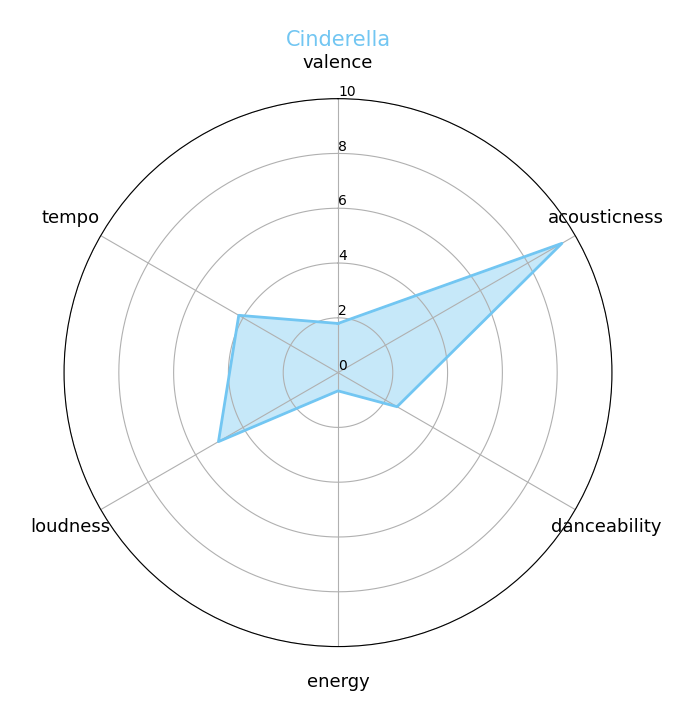 Cinderella
valence
10
8
6
4
2
0
tempo
acousticness
loudness
danceability
energy